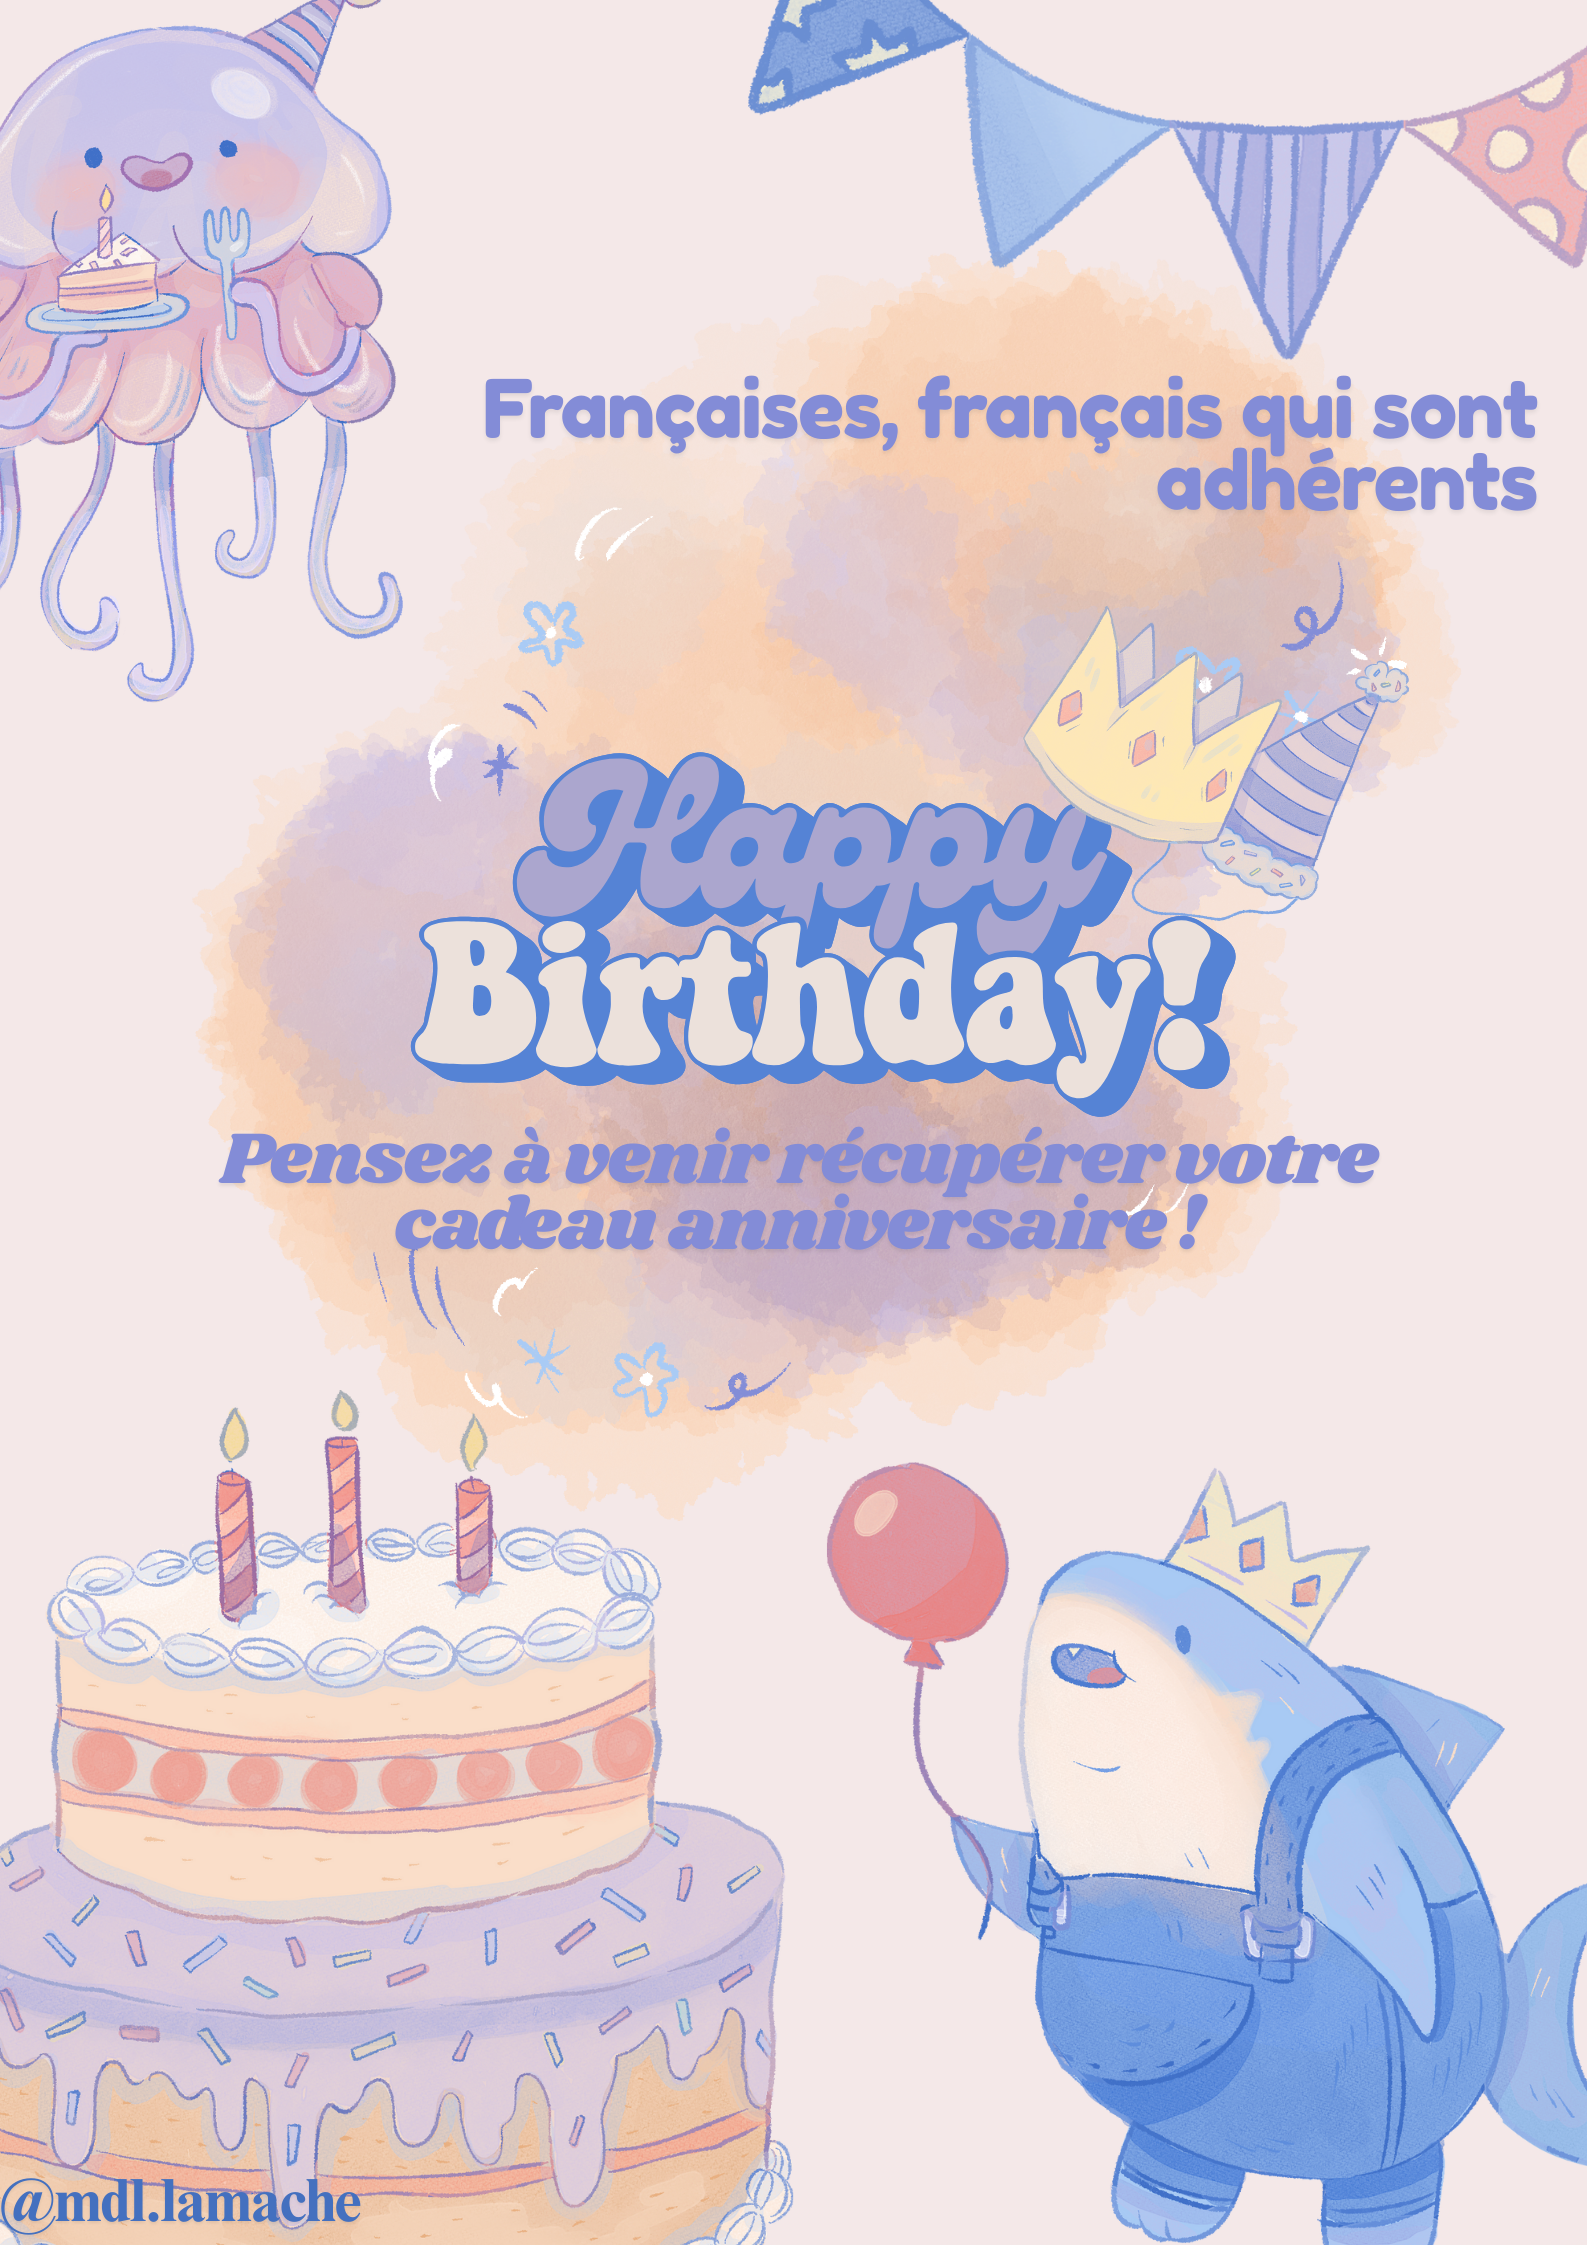 Françaises, français qui sont
adhérents
Happy
Birthday!
Pensez à venir récupérer votre
cadeau anniversaire !
@mdl.lamache